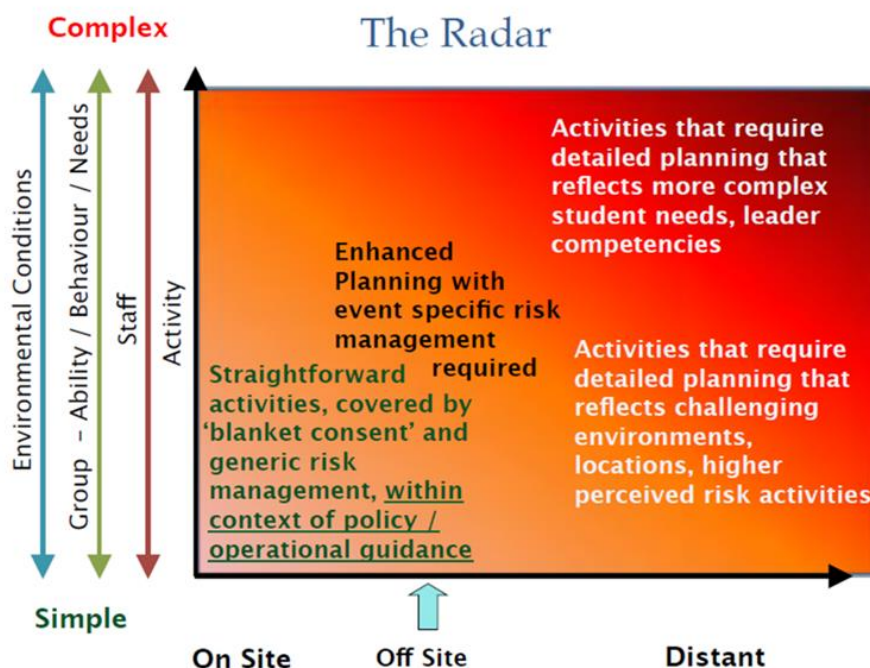 Complex
The Radar
Environmental Conditions
Group - Ability / Behaviour / Needs
Staff
Activity
Activities that require
detailed planning that
reflects more complex
student needs, leader
competencies
Enhanced
Planning with
event specific risk
management
required
Straightforward
activities, covered by
‘blanket consent’ and
generic risk
management, within
context of policy /
operational guidance
Activities that require
detailed planning that
reflects challenging
environments,
locations, higher
perceived risk activities
Simple
On Site
Off Site
Distant